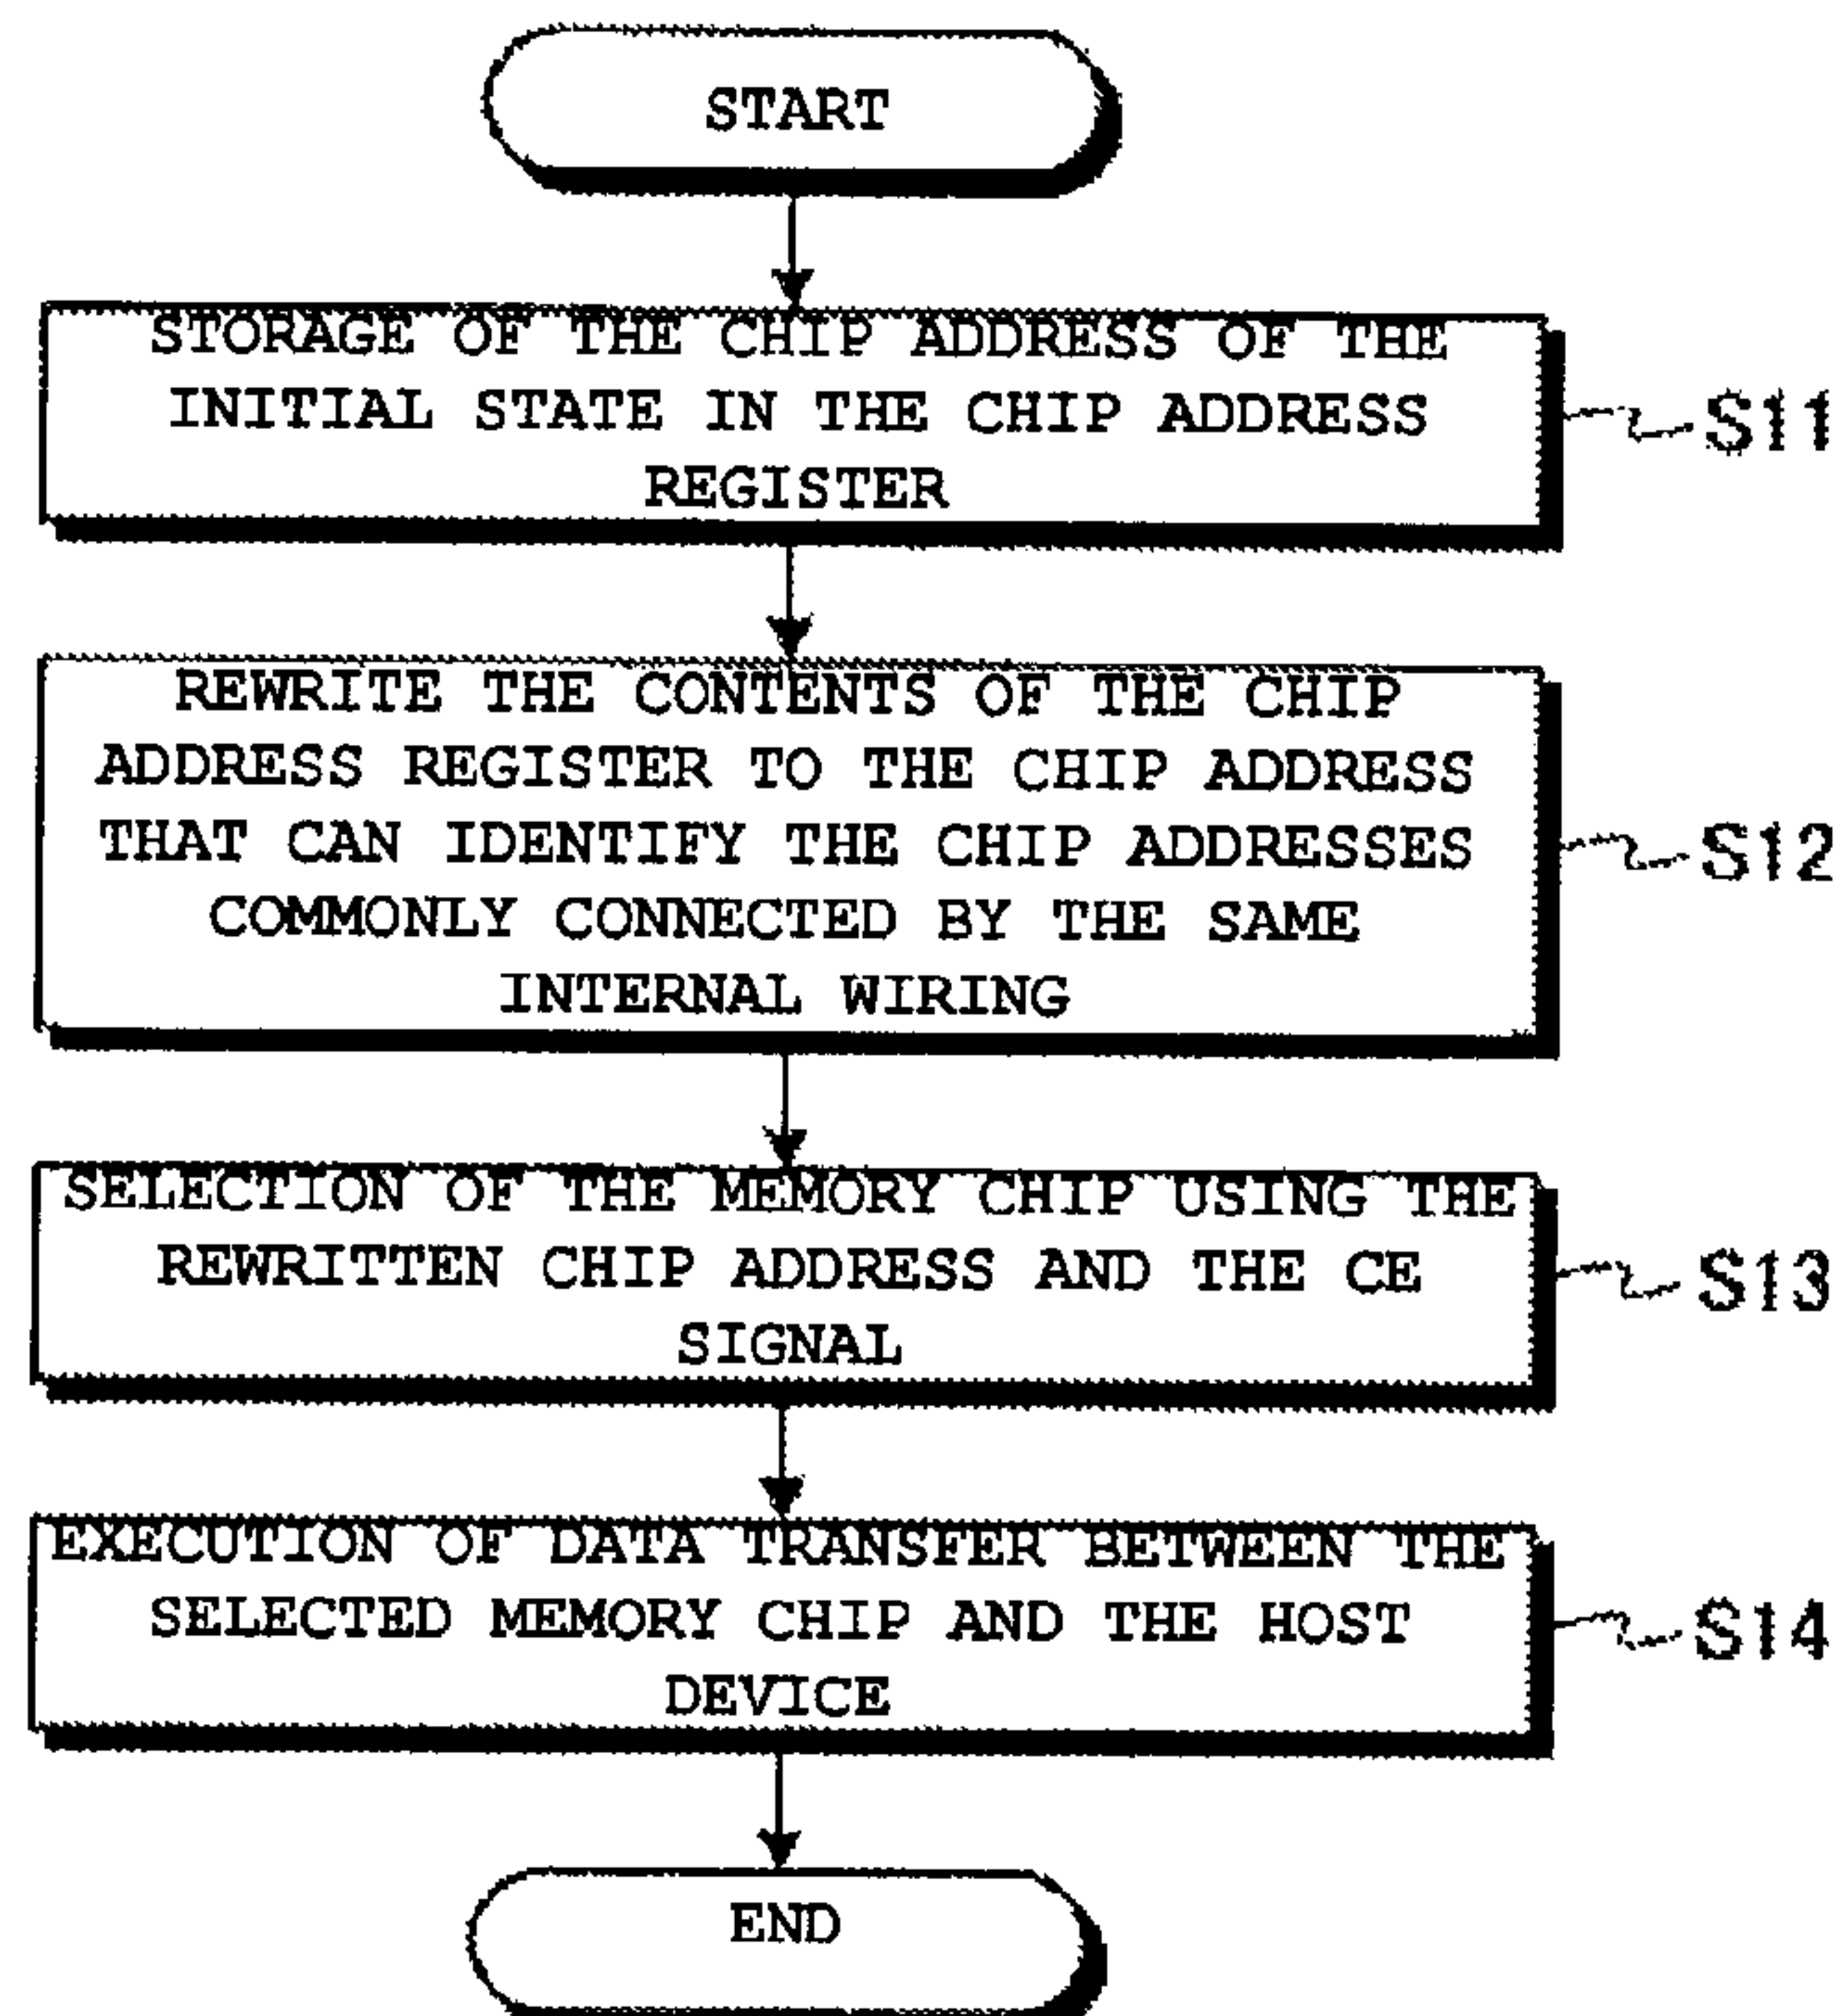 START
STORAGE OF THE CHIP ADDRESS OF THE
INITIAL STATE IN THE CHIP ADDRESS
REGISTER
S11
REWRITE THE CONTENTS OF THE CHIP
ADDRESS REGISTER TO THE CHIP ADDRESS
THAT CAN IDENTIFY THE CHIP ADDRESSES
COMMONLY CONNECTED BY THE SAME
INTERNAL WIRING
S12
SELECTION OF THE MEMORY CHIP USING THE
REWRITTEN CHIP ADDRESS AND THE CE
SIGNAL
S13
EXECUTION OF DATA TRANSFER BETWEEN THE
SELECTED MEMORY CHIP AND THE HOST
DEVICE
S14
END